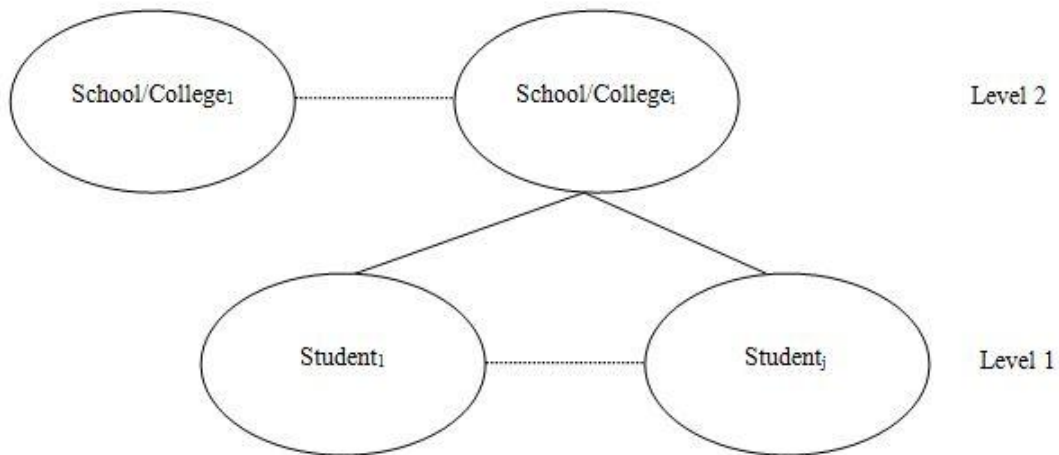 School/College₁
School/Collegeᵢ
Level 2
Student₁
Studentⱼ
Level 1